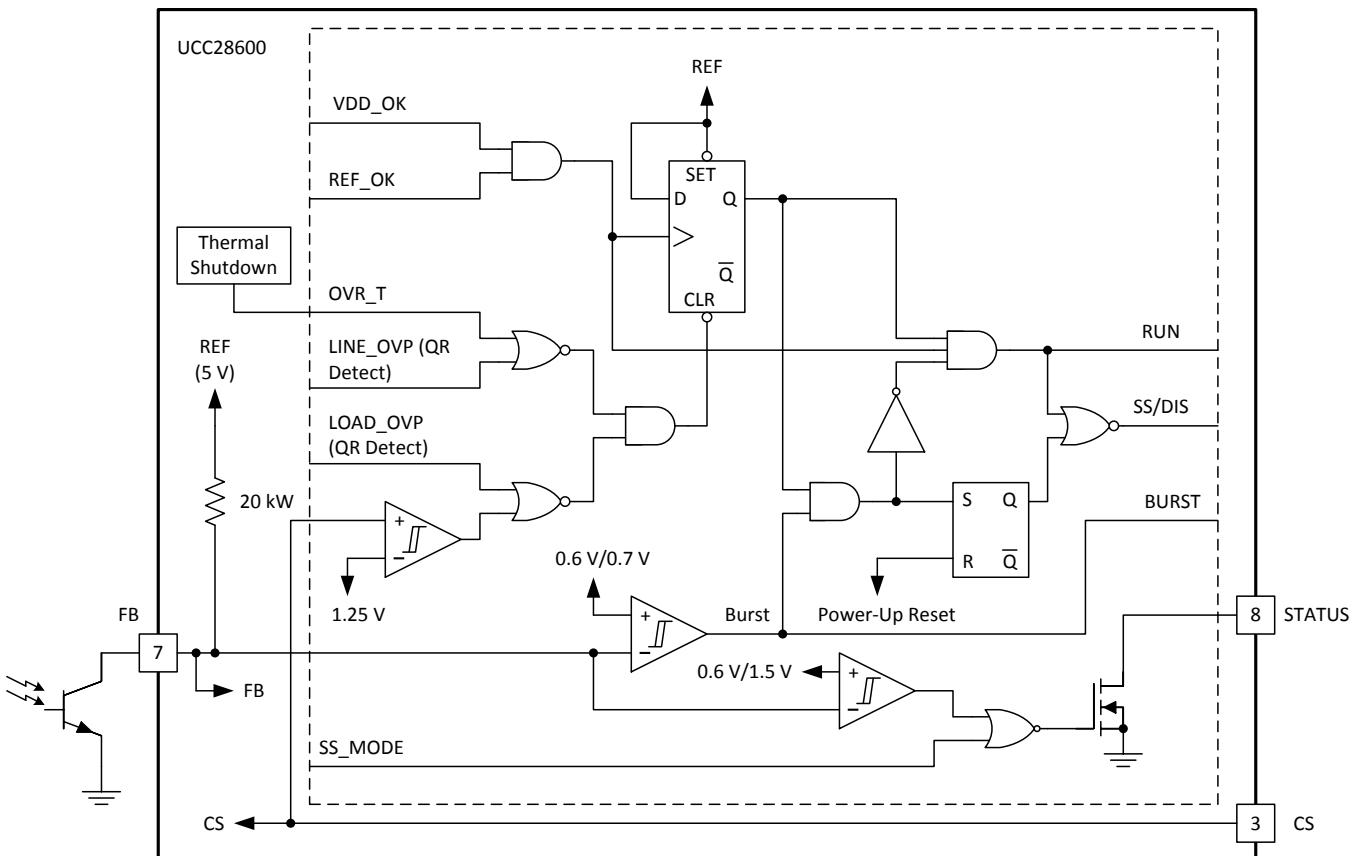 UCC28600
REF
VDD_OK
REF_OK
SET
D
Q
Q
CLR
Thermal
Shutdown
OVR_T
REF
(5 V)
LINE_OVP (QR
Detect)
RUN
LOAD_OVP
(QR Detect)
SS/DIS
20 kW
S
Q
R
Q
BURST
+
−
1.25 V
0.6 V/0.7 V
Power-Up Reset
FB
7
FB
+
−
Burst
8
STATUS
0.6 V/1.5 V
+
−
SS_MODE
CS
3
CS